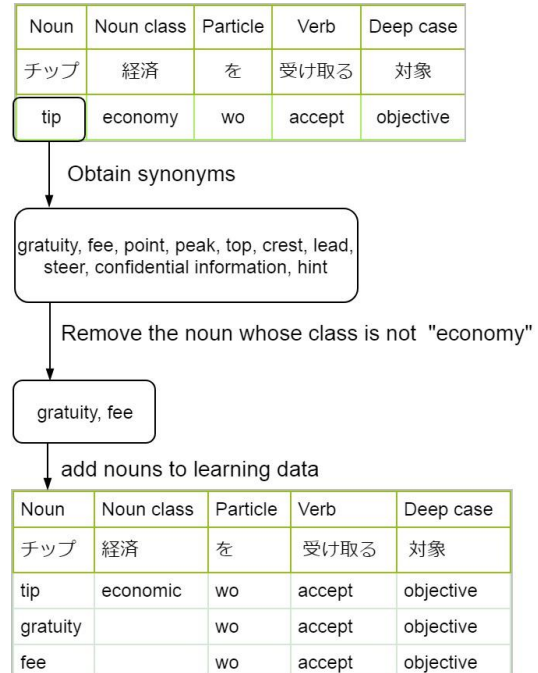 Noun Noun class Particle Verb Deep case
チップ 経済 を 受け取る 対象
tip economy wo accept objective
Obtain synonyms
gratuity, fee, point, peak, top, crest, lead,
steer, confidential information, hint
Remove the noun whose class is not "economy"
gratuity, fee
add nouns to learning data
Noun Noun class Particle Verb Deep case
チップ 経済 を 受け取る 対象
tip economic wo accept objective
gratuity wo accept objective
fee wo accept objective